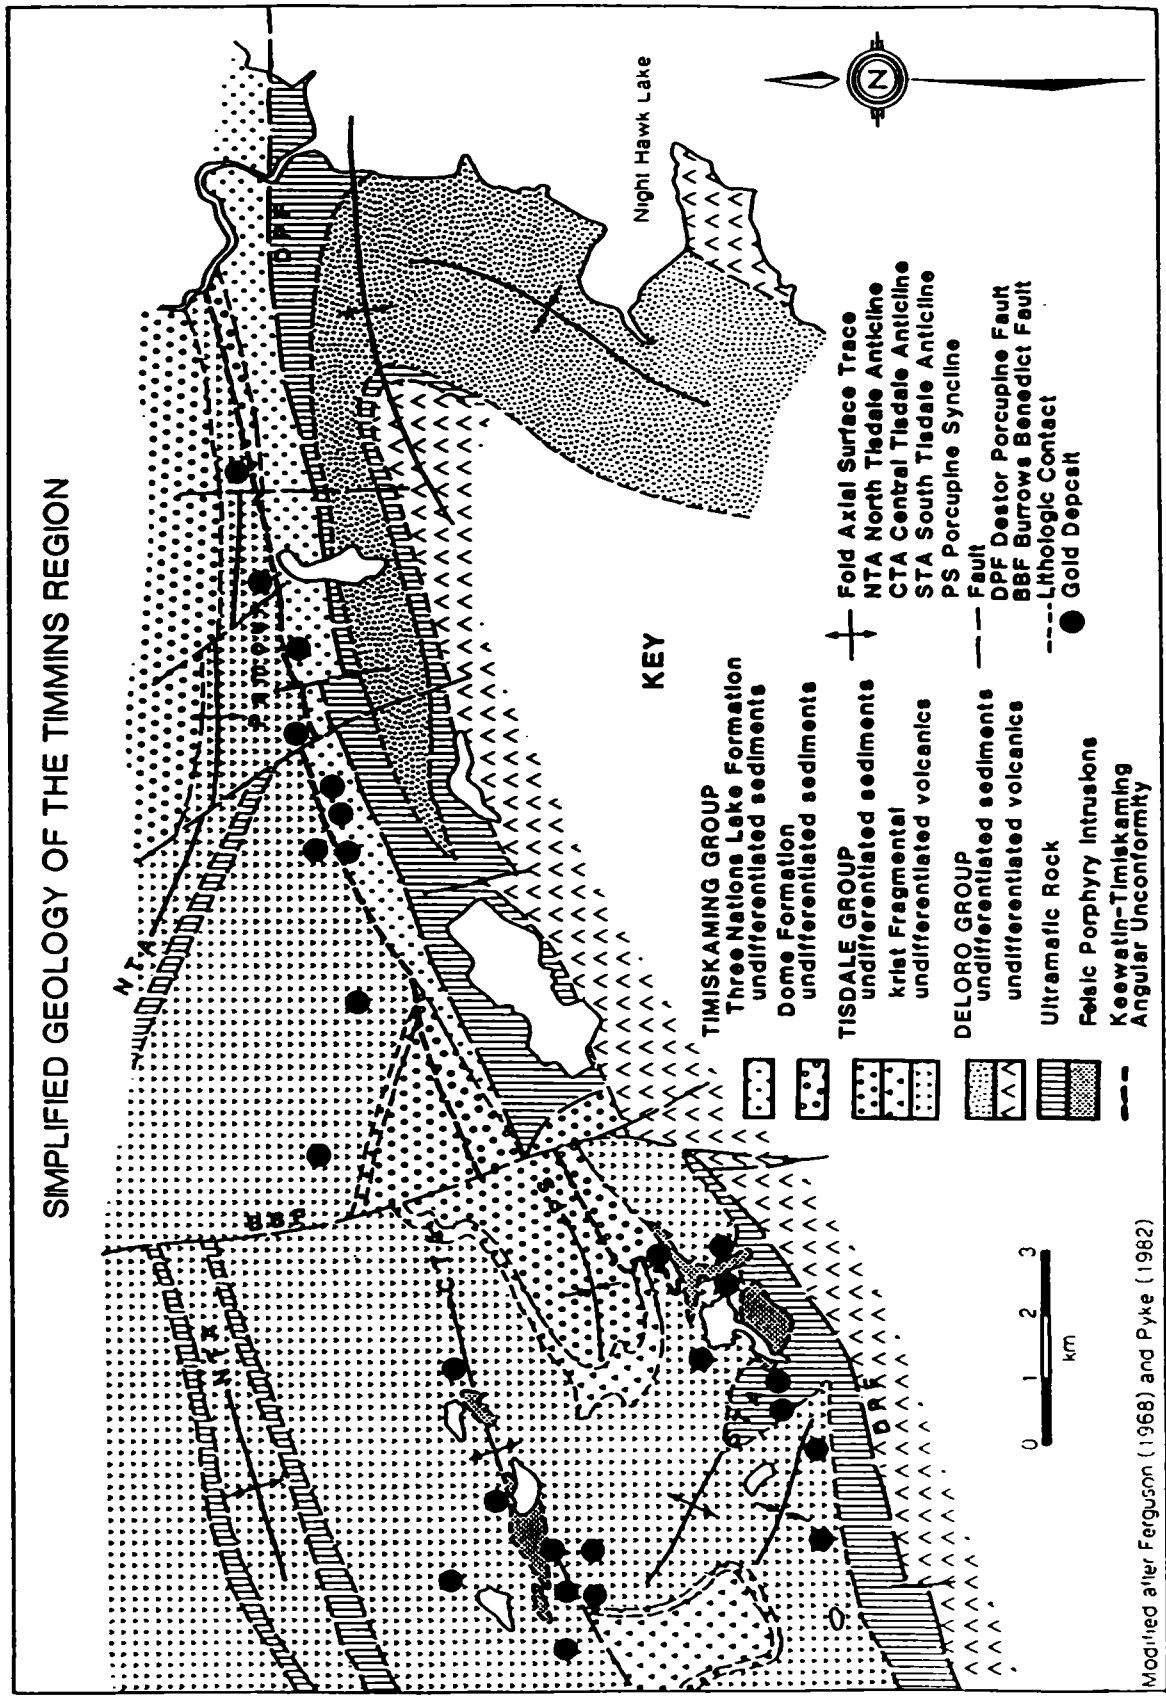 SIMPLIFIED GEOLOGY OF THE TIMMINS REGION
NTA
BBF
NTA
CTA
PS
STA
DPF
DPF
Night Hawk Lake
N
KEY
TIMISKAMING GROUP
Three Nations Lake Formation
undifferentiated sediments
Dome Formation
undifferentiated sediments
TISDALE GROUP
undifferentiated sediments
krist Fragmental
undifferentiated volcanics
DELORO GROUP
undifferentiated sediments
undifferentiated volcanics
Ultramafic Rock
Felsic Porphyry Intrusions
Keewatin-Timiskaming
Angular Unconformity
Fold Axial Surface Trace
NTA North Tisdale Anticline
CTA Central Tisdale Anticline
STA South Tisdale Anticline
PS Porcupine Syncline
Fault
DPF Destor Porcupine Fault
BBF Burrows Benedict Fault
Lithologic Contact
Gold Deposit
0 1 2 3
km
Modified after Ferguson (1968) and Pyke (1982)